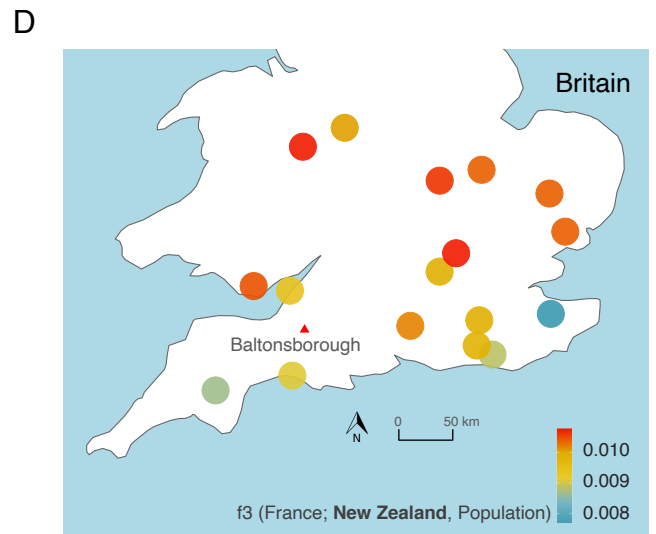 D
Britain
Baltonsborough
N
0 50 km
0.010
0.009
0.008
f3 (France; New Zealand, Population)